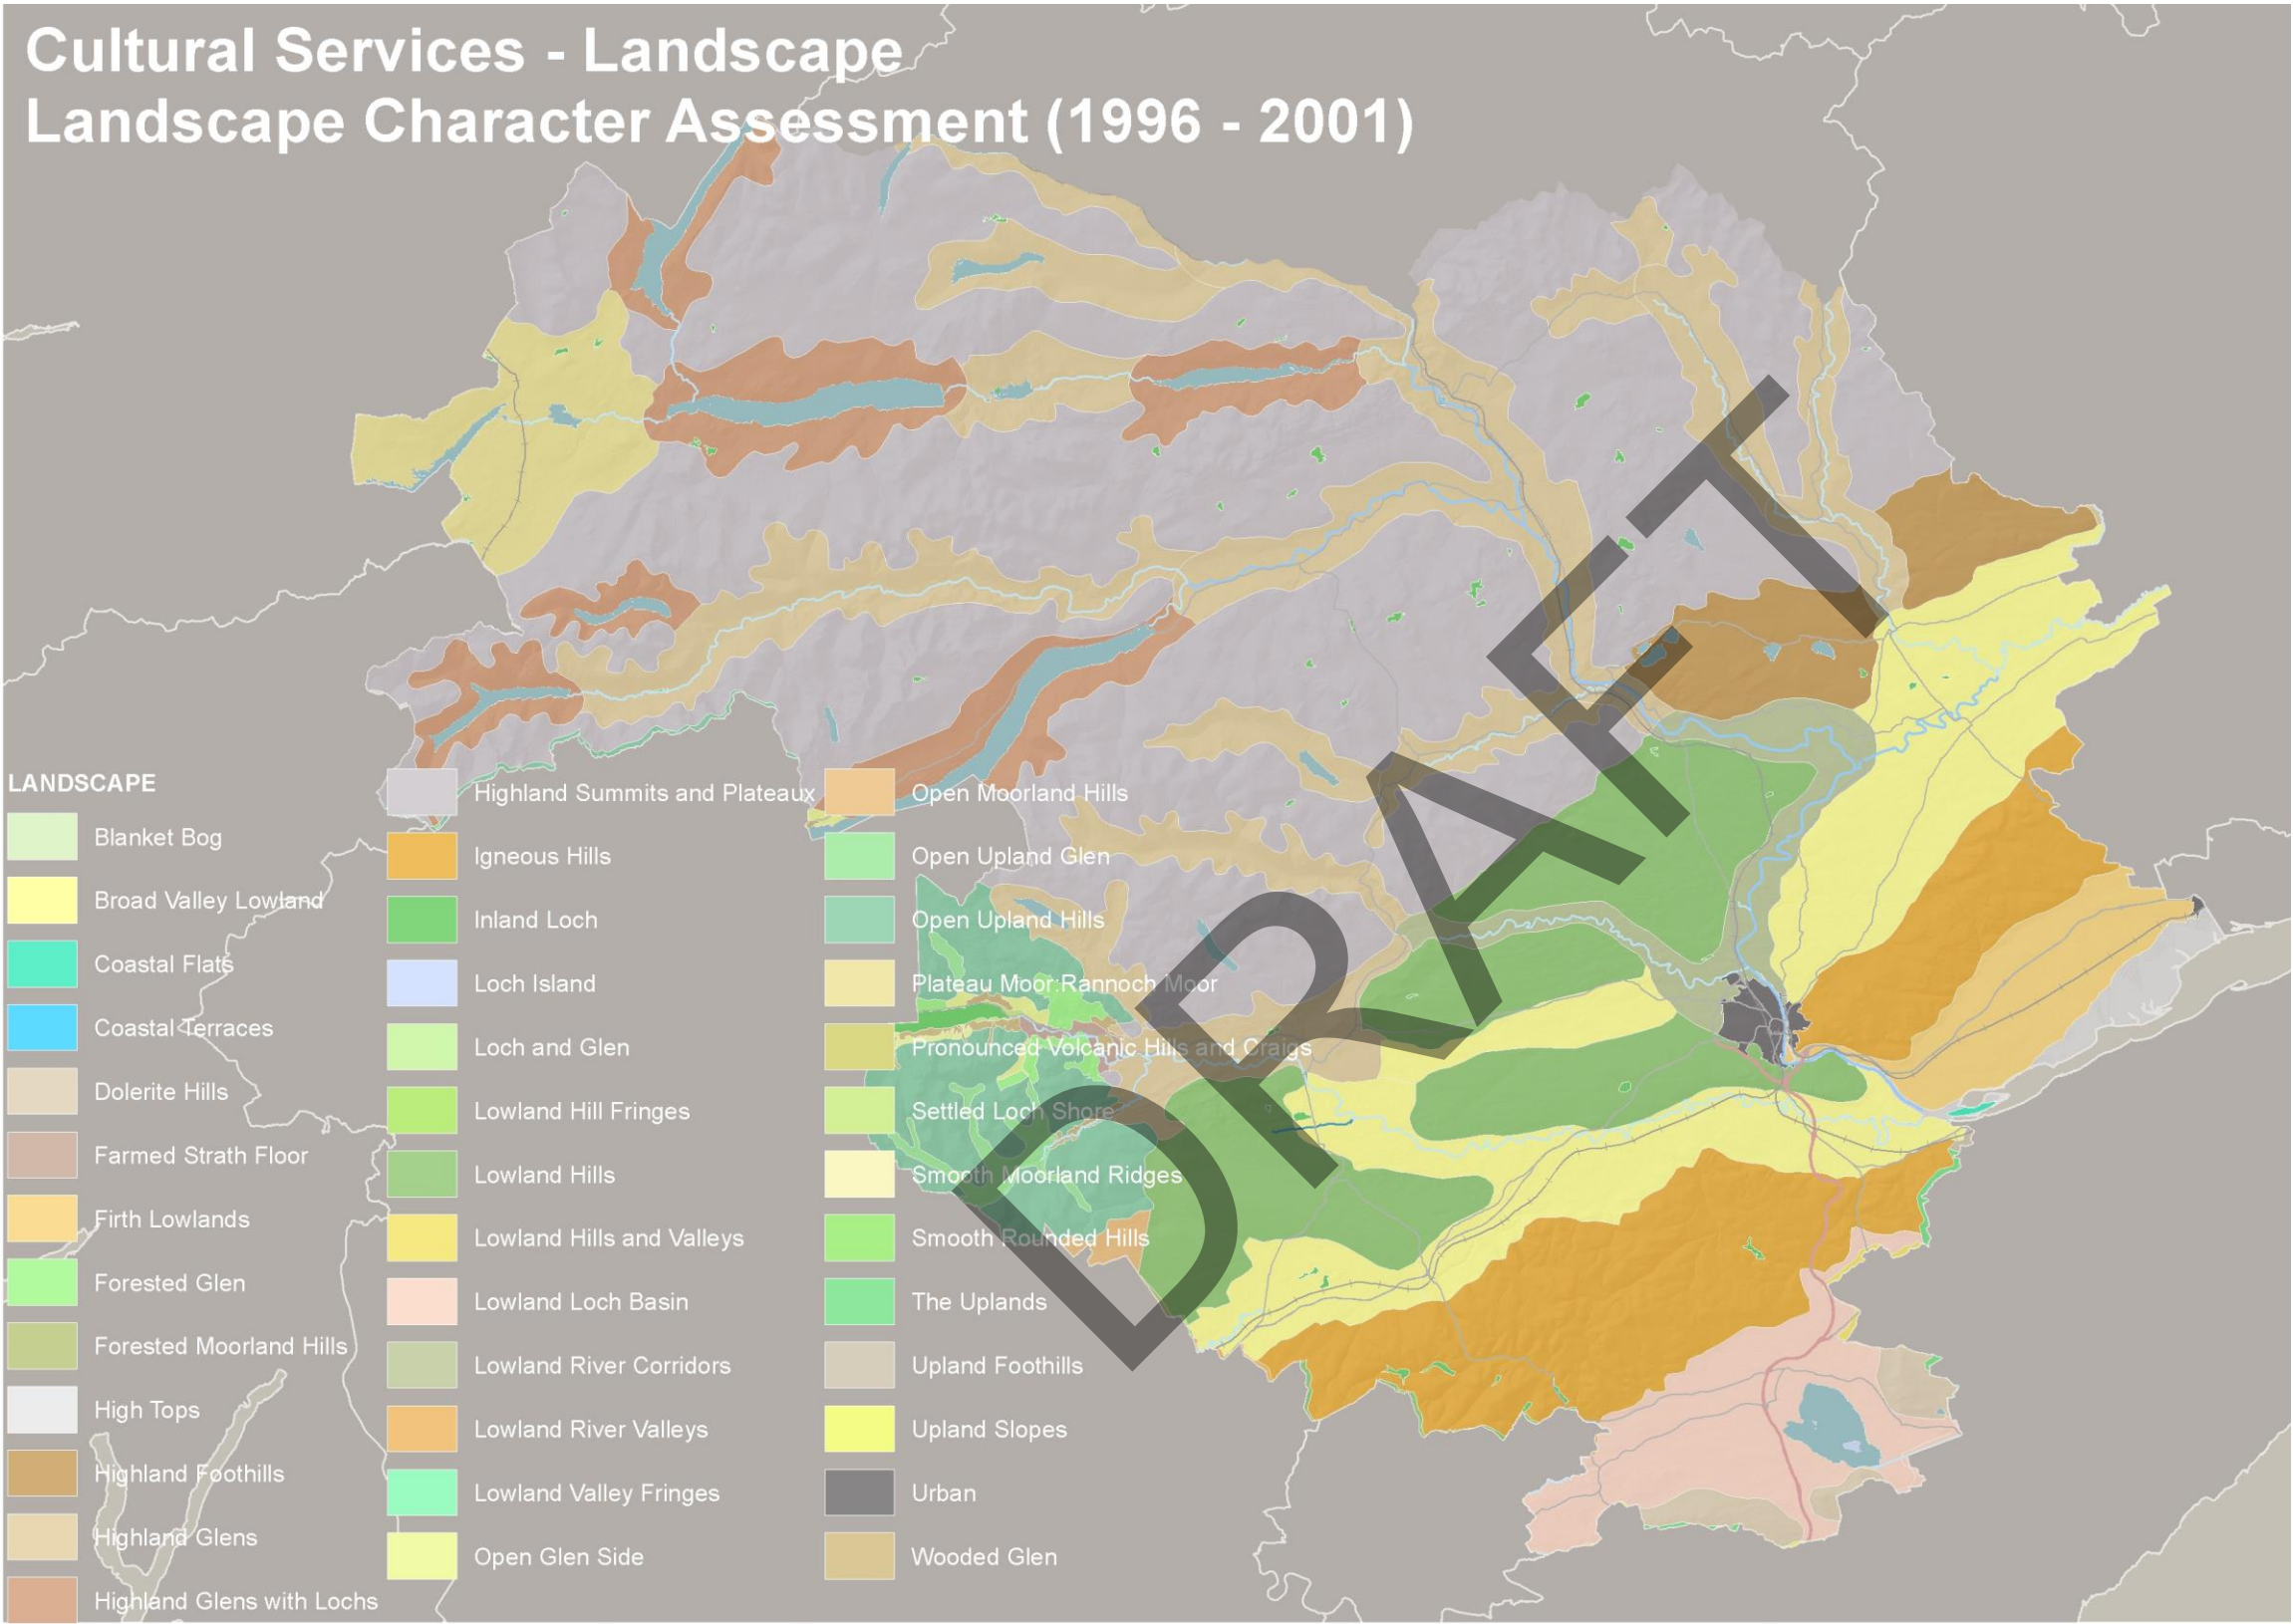 Cultural Services - Landscape
Landscape Character Assessment (1996 - 2001)
DRAFT
LANDSCAPE
Blanket Bog
Broad Valley Lowland
Coastal Flats
Coastal Terraces
Dolerite Hills
Farmed Strath Floor
Firth Lowlands
Forested Glen
Forested Moorland Hills
High Tops
Highland Foothills
Highland Glens
Highland Glens with Lochs
Highland Summits and Plateaux
Igneous Hills
Inland Loch
Loch Island
Loch and Glen
Lowland Hill Fringes
Lowland Hills
Lowland Hills and Valleys
Lowland Loch Basin
Lowland River Corridors
Lowland River Valleys
Lowland Valley Fringes
Open Glen Side
Open Moorland Hills
Open Upland Glen
Open Upland Hills
Plateau Moor:Rannoch Moor
Pronounced Volcanic Hills and Craigs
Settled Loch Shore
Smooth Moorland Ridges
Smooth Rounded Hills
The Uplands
Upland Foothills
Upland Slopes
Urban
Wooded Glen